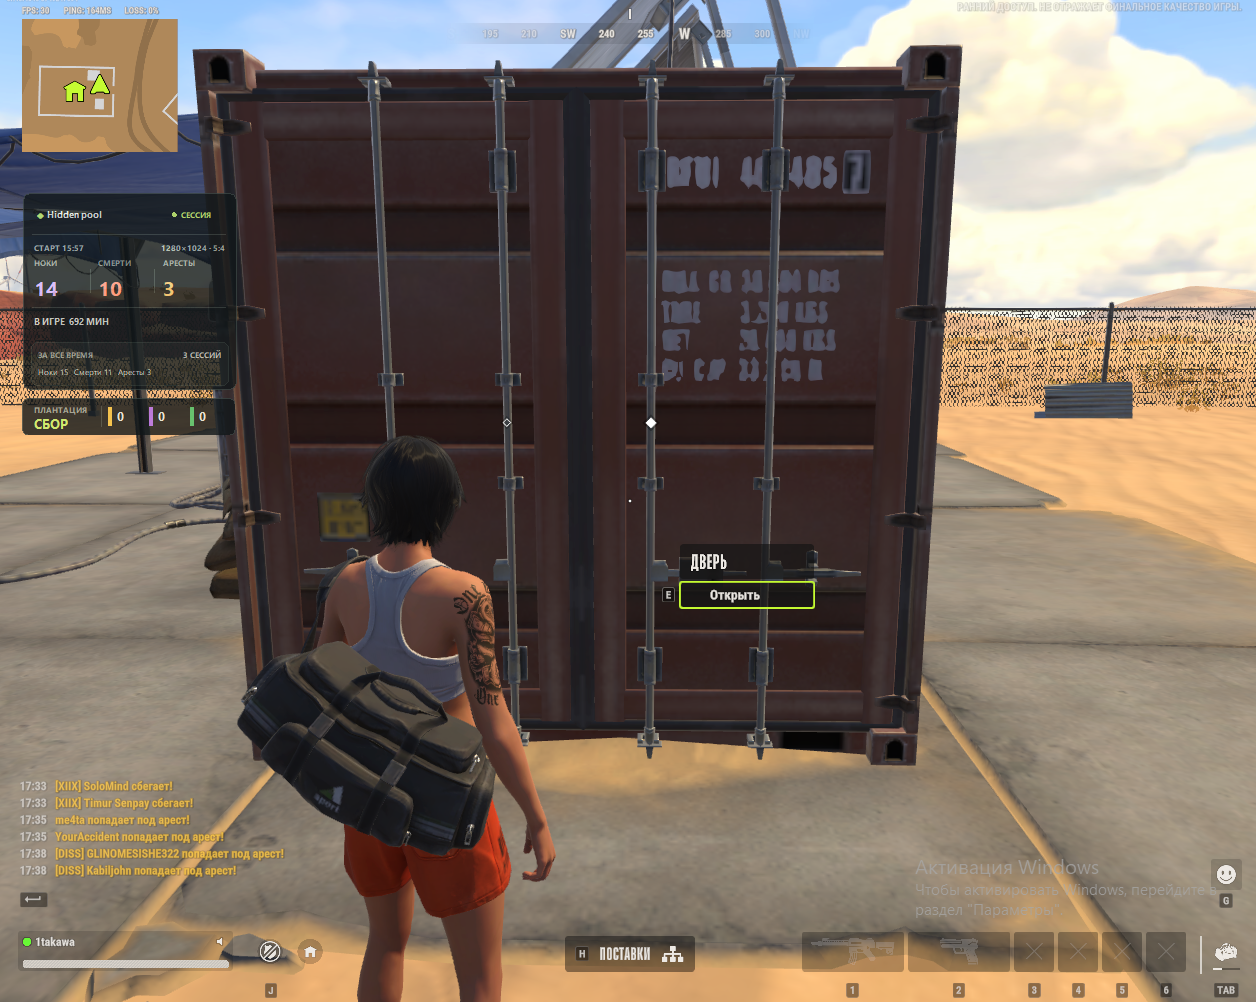 FPS: 30 PING: 164MS LOSS: 0%
РАННИЙ ДОСТУП. НЕ ОТРАЖАЕТ ФИНАЛЬНОЕ КАЧЕСТВО ИГРЫ.
195 210 SW 240 255 W 285 300
Hidden pool
СЕССИЯ
СТАРТ 15:57
1280×1024 · 5:4
НОКИ СМЕРТИ АРЕСТЫ
14 10 3
В ИГРЕ 692 МИН
ЗА ВСЕ ВРЕМЯ
3 СЕССИЙ
Ноки 15 Смерти 11 Аресты 3
ПЛАНТАЦИЯ
СБОР
0 0 0
ДВЕРЬ
E Открыть
sport
One
17:33 [XIIX] SoloMind сбегает!
17:33 [XIIX] Timur Senpay сбегает!
17:35 me4ta попадает под арест!
17:35 YourAccident попадает под арест!
17:38 [DISS] GLINOMESISHE322 попадает под арест!
17:38 [DISS] Kabiljohn попадает под арест!
Активация Windows
Чтобы активировать Windows, перейдите в
раздел "Параметры".
G
1takawa
J
H ПОСТАВКИ
1 2 3 4 5 6 TAB